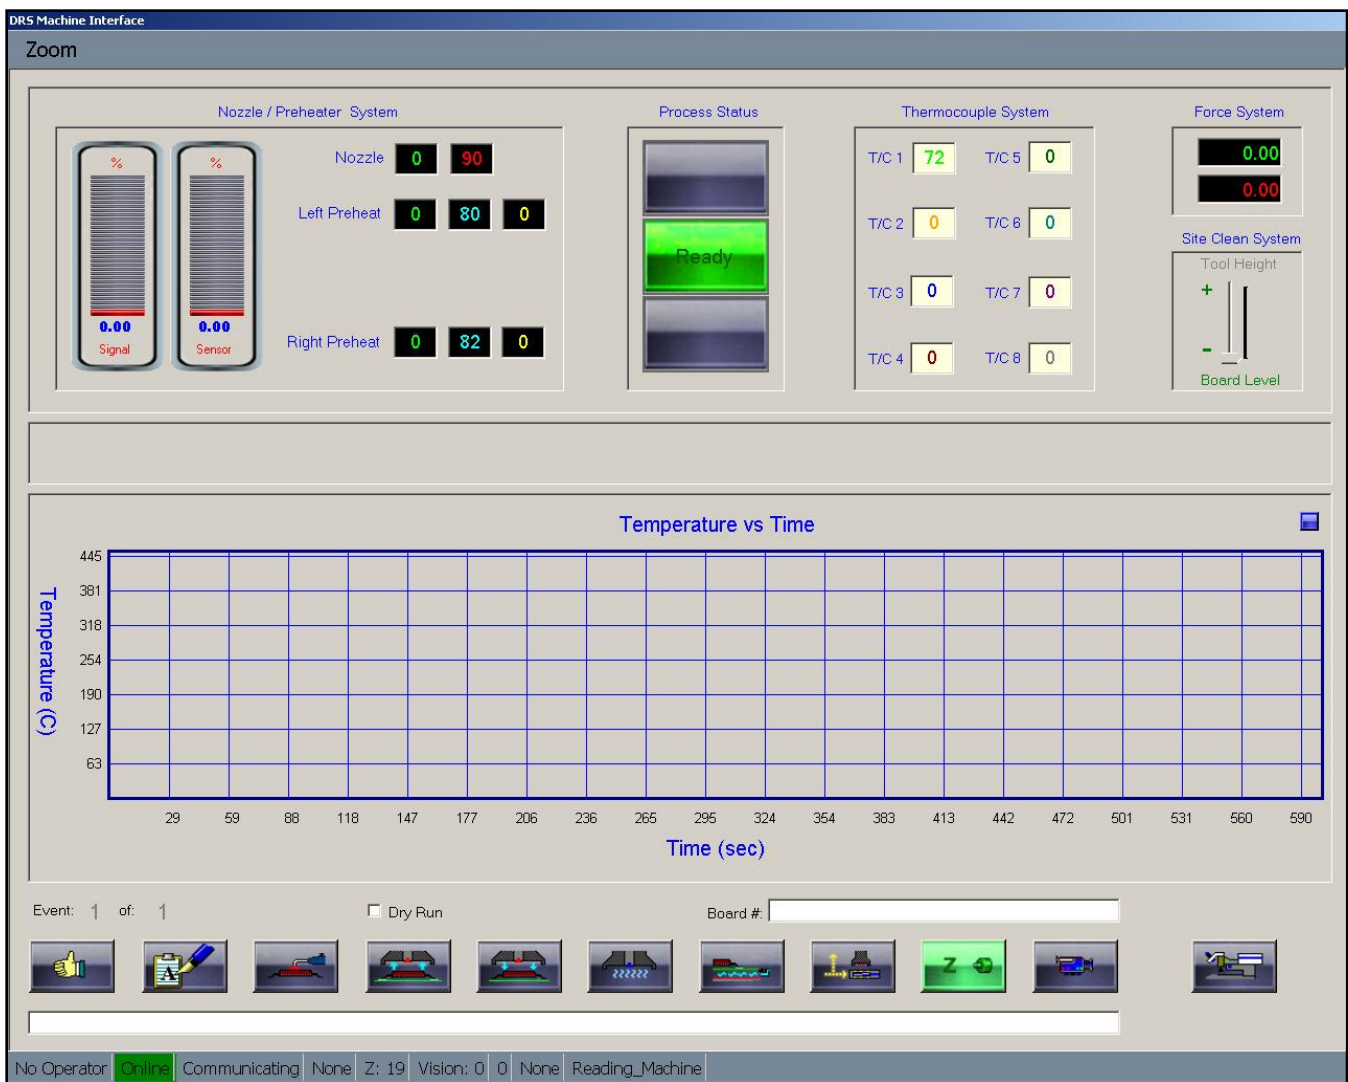 DRS Machine Interface
Zoom
Nozzle / Preheater System
Process Status
Thermocouple System
Force System
%
%
Nozzle 0 90
Left Preheat 0 80 0
Right Preheat 0 82 0
0.00
0.00
Signal
Sensor
Ready
T/C 1 72 T/C 5 0
T/C 2 0 T/C 6 0
T/C 3 0 T/C 7 0
T/C 4 0 T/C 8 0
0.00
0.00
Site Clean System
Tool Height
+
-
Board Level
Temperature vs Time
Temperature (C)
445
381
318
254
190
127
63
29 59 88 118 147 177 206 236 265 295 324 354 383 413 442 472 501 531 560 590
Time (sec)
Event: 1 of: 1
Dry Run
Board #:
A
Z
No Operator Online Communicating None Z: 19 Vision: 0 0 None Reading_Machine